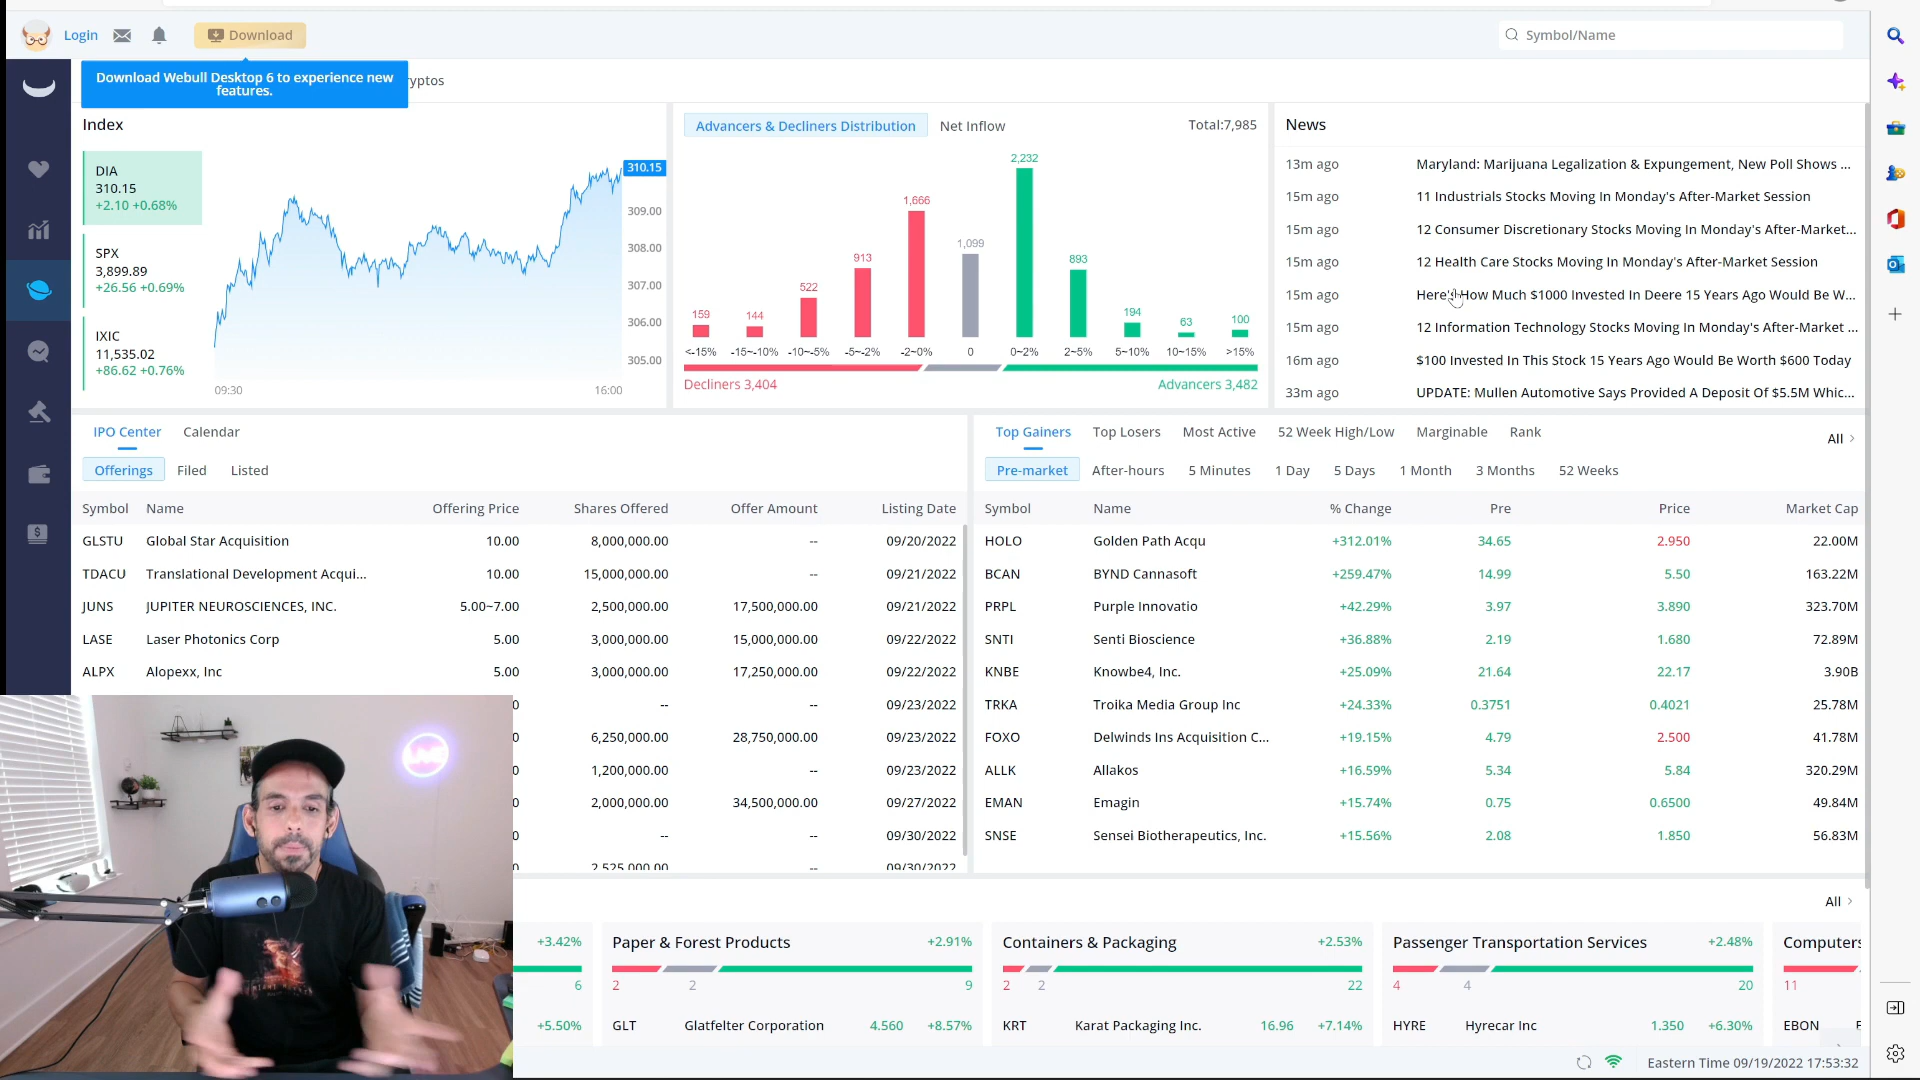 Login
Download
Symbol/Name
Download Webull Desktop 6 to experience new
features.
ryptos
Index
DIA
310.15
+2.10 +0.68%
SPX
3,899.89
+26.56 +0.69%
IXIC
11,535.02
+86.62 +0.76%
310.15
309.00
308.00
307.00
306.00
305.00
09:30 16:00
Advancers & Decliners Distribution Net Inflow Total:7,985
159 144 522 913 1,666 1,099 2,232 893 194 63 100
<-15% -15~-10% -10~-5% -5~-2% -2~0% 0 0~2% 2~5% 5~10% 10~15% >15%
Decliners 3,404 Advancers 3,482
News
13m ago Maryland: Marijuana Legalization & Expungement, New Poll Shows ...
15m ago 11 Industrials Stocks Moving In Monday's After-Market Session
15m ago 12 Consumer Discretionary Stocks Moving In Monday's After-Market...
15m ago 12 Health Care Stocks Moving In Monday's After-Market Session
15m ago Here's How Much $1000 Invested In Deere 15 Years Ago Would Be W...
15m ago 12 Information Technology Stocks Moving In Monday's After-Market ...
16m ago $100 Invested In This Stock 15 Years Ago Would Be Worth $600 Today
33m ago UPDATE: Mullen Automotive Says Provided A Deposit Of $5.5M Whic...
IPO Center Calendar
Offerings Filed Listed
Symbol Name Offering Price Shares Offered Offer Amount Listing Date
GLSTU Global Star Acquisition 10.00 8,000,000.00 -- 09/20/2022
TDACU Translational Development Acqui... 10.00 15,000,000.00 -- 09/21/2022
JUNS JUPITER NEUROSCIENCES, INC. 5.00~7.00 2,500,000.00 17,500,000.00 09/21/2022
LASE Laser Photonics Corp 5.00 3,000,000.00 15,000,000.00 09/22/2022
ALPX Alopexx, Inc 5.00 3,000,000.00 17,250,000.00 09/22/2022
0 -- -- 09/23/2022
0 6,250,000.00 28,750,000.00 09/23/2022
0 1,200,000.00 -- 09/23/2022
0 2,000,000.00 34,500,000.00 09/27/2022
0 -- -- 09/30/2022
0 2,525,000.00 -- 09/30/2022
Top Gainers Top Losers Most Active 52 Week High/Low Marginable Rank All
Pre-market After-hours 5 Minutes 1 Day 5 Days 1 Month 3 Months 52 Weeks
Symbol Name % Change Pre Price Market Cap
HOLO Golden Path Acqu +312.01% 34.65 2.950 22.00M
BCAN BYND Cannasoft +259.47% 14.99 5.50 163.22M
PRPL Purple Innovatio +42.29% 3.97 3.890 323.70M
SNTI Senti Bioscience +36.88% 2.19 1.680 72.89M
KNBE Knowbe4, Inc. +25.09% 21.64 22.17 3.90B
TRKA Troika Media Group Inc +24.33% 0.3751 0.4021 25.78M
FOXO Delwinds Ins Acquisition C... +19.15% 4.79 2.500 41.78M
ALLK Allakos +16.59% 5.34 5.84 320.29M
EMAN Emagin +15.74% 0.75 0.6500 49.84M
SNSE Sensei Biotherapeutics, Inc. +15.56% 2.08 1.850 56.83M
All
+3.42%
6
+5.50%
Paper & Forest Products +2.91%
2 2 9
GLT Glatfelter Corporation 4.560 +8.57%
Containers & Packaging +2.53%
2 2 22
KRT Karat Packaging Inc. 16.96 +7.14%
Passenger Transportation Services +2.48%
4 4 20
HYRE Hyrecar Inc 1.350 +6.30%
Computers
11
EBON
Eastern Time 09/19/2022 17:53:32